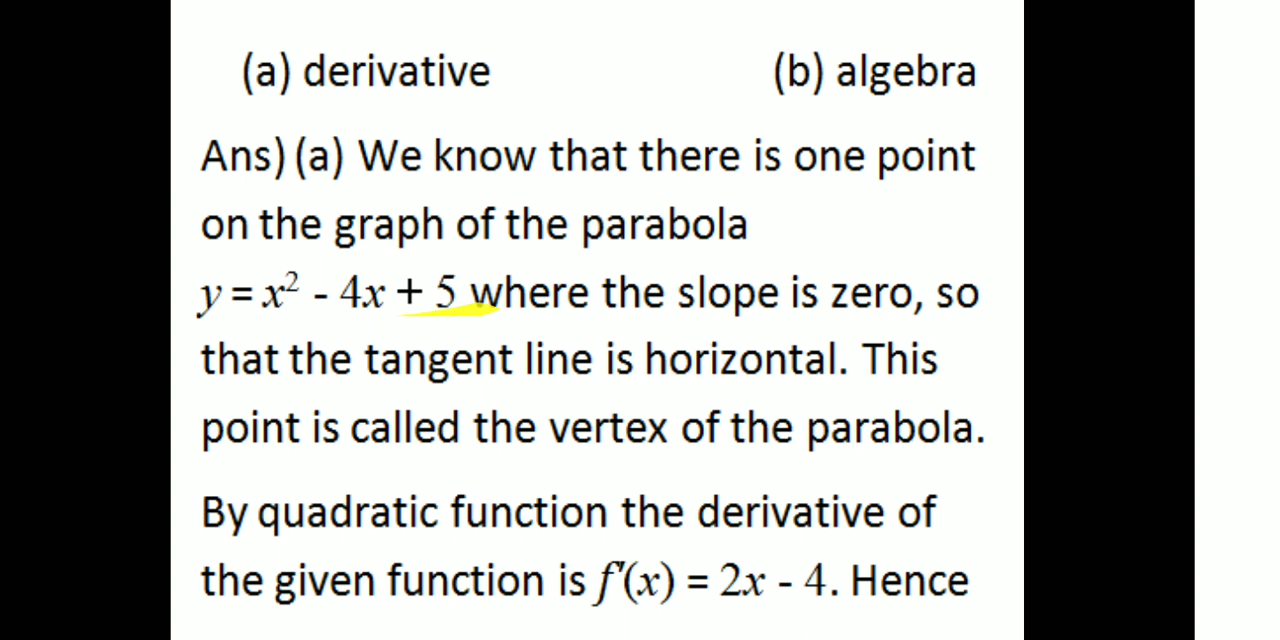 (a) derivative (b) algebra
Ans) (a) We know that there is one point
on the graph of the parabola
y = x² - 4x + 5 where the slope is zero, so
that the tangent line is horizontal. This
point is called the vertex of the parabola.
By quadratic function the derivative of
the given function is f'(x) = 2x - 4. Hence